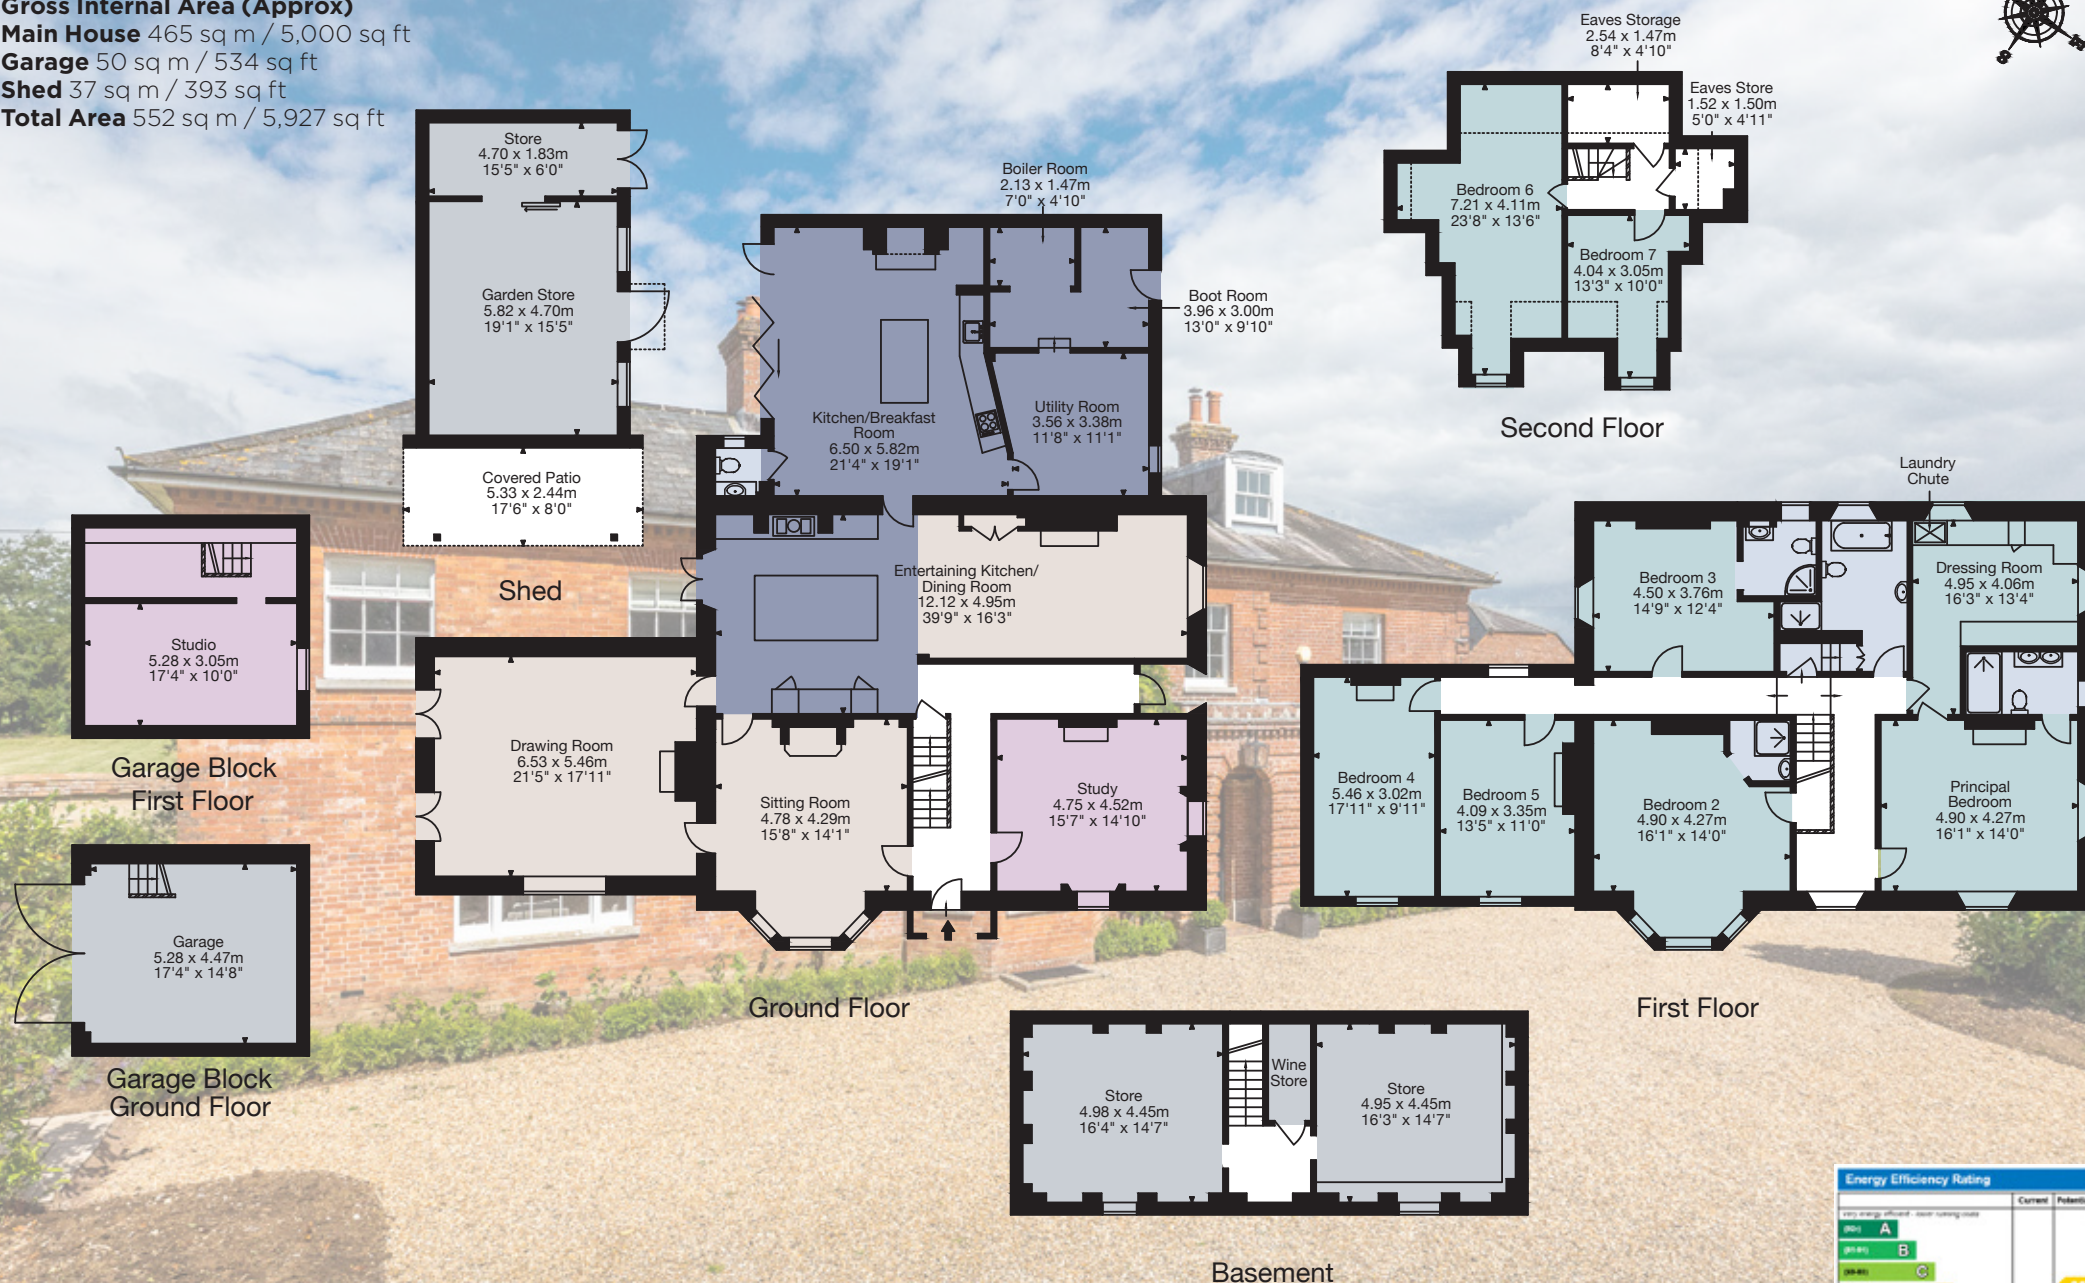 Gross Internal Area (Approx)
Main House 465 sq m / 5,000 sq ft
Garage 50 sq m / 534 sq ft
Shed 37 sq m / 393 sq ft
Total Area 552 sq m / 5,927 sq ft
Store
4.70 x 1.83m
15'5" x 6'0"
Garden Store
5.82 x 4.70m
19'1" x 15'5"
Covered Patio
5.33 x 2.44m
17'6" x 8'0"
Shed
Studio
5.28 x 3.05m
17'4" x 10'0"
Garage Block
First Floor
Garage
5.28 x 4.47m
17'4" x 14'8"
Garage Block
Ground Floor
Boiler Room
2.13 x 1.47m
7'0" x 4'10"
Boot Room
3.96 x 3.00m
13'0" x 9'10"
Kitchen/Breakfast
Room
6.50 x 5.82m
21'4" x 19'1"
Utility Room
3.56 x 3.38m
11'8" x 11'1"
Entertaining Kitchen/
Dining Room
12.12 x 4.95m
39'9" x 16'3"
Drawing Room
6.53 x 5.46m
21'5" x 17'11"
Sitting Room
4.78 x 4.29m
15'8" x 14'1"
Study
4.75 x 4.52m
15'7" x 14'10"
Ground Floor
Eaves Storage
2.54 x 1.47m
8'4" x 4'10"
Eaves Store
1.52 x 1.50m
5'0" x 4'11"
Bedroom 6
7.21 x 4.11m
23'8" x 13'6"
Bedroom 7
4.04 x 3.05m
13'3" x 10'0"
Second Floor
Laundry
Chute
Bedroom 3
4.50 x 3.76m
14'9" x 12'4"
Dressing Room
4.95 x 4.06m
16'3" x 13'4"
Bedroom 4
5.46 x 3.02m
17'11" x 9'11"
Bedroom 5
4.09 x 3.35m
13'5" x 11'0"
Bedroom 2
4.90 x 4.27m
16'1" x 14'0"
Principal
Bedroom
4.90 x 4.27m
16'1" x 14'0"
First Floor
Store
4.98 x 4.45m
16'4" x 14'7"
Wine
Store
Store
4.95 x 4.45m
16'3" x 14'7"
Basement
Energy Efficiency Rating
Current
Very energy efficient - lower running costs
A
B
C